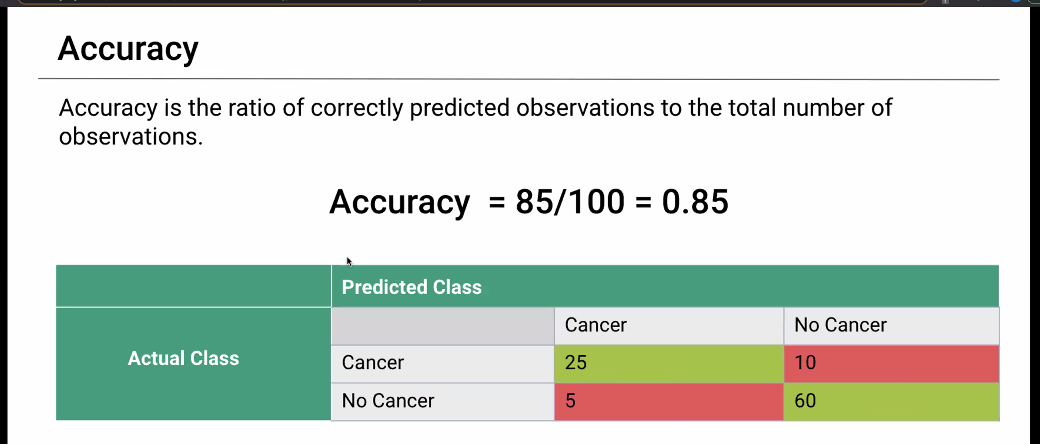 Accuracy
Accuracy is the ratio of correctly predicted observations to the total number of
observations.
Accuracy = 85/100 = 0.85
Predicted Class
Actual Class
Cancer No Cancer
Cancer 25 10
No Cancer 5 60